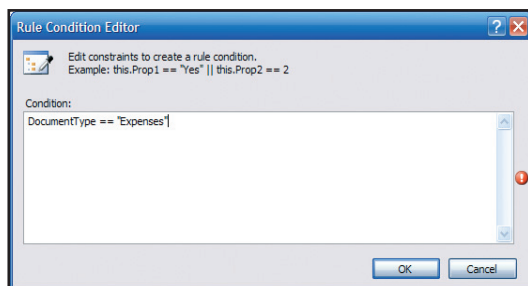 Rule Condition Editor
Edit constraints to create a rule condition.
Example: this.Prop1 == "Yes" || this.Prop2 == 2
Condition:
DocumentType == "Expenses"
OK Cancel